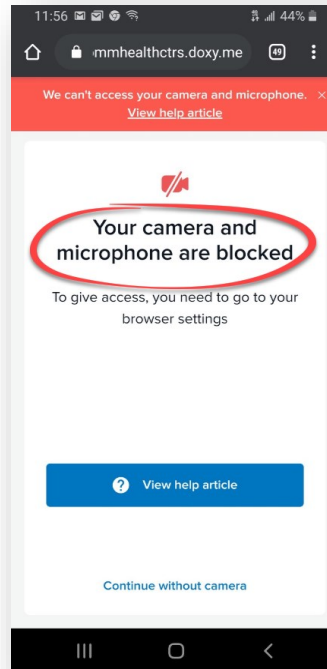 11:56 44%
ommhealthctrs.doxy.me 49
We can't access your camera and microphone. ×
View help article
Your camera and
microphone are blocked
To give access, you need to go to your
browser settings
? View help article
Continue without camera